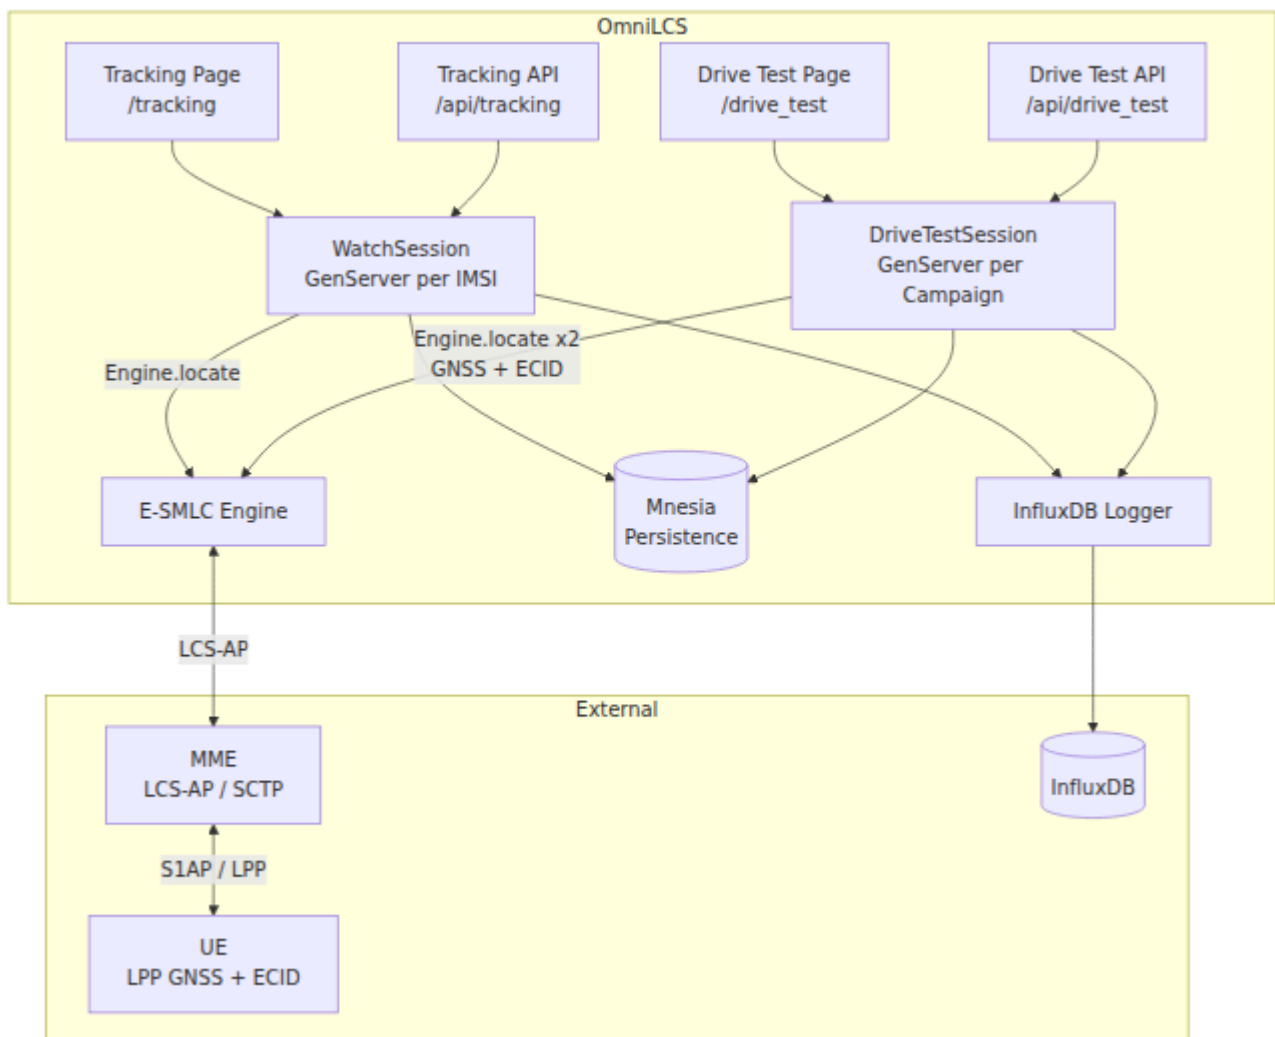 OmniLCS
Tracking Page
/tracking
Tracking API
/api/tracking
Drive Test Page
/drive_test
Drive Test API
/api/drive_test
WatchSession
GenServer per IMSI
DriveTestSession
GenServer per
Campaign
Engine.locate
Engine.locate x2
GNSS + ECID
E-SMLC Engine
Mnesia
Persistence
InfluxDB Logger
LCS-AP
External
MME
LCS-AP / SCTP
InfluxDB
S1AP / LPP
UE
LPP GNSS + ECID